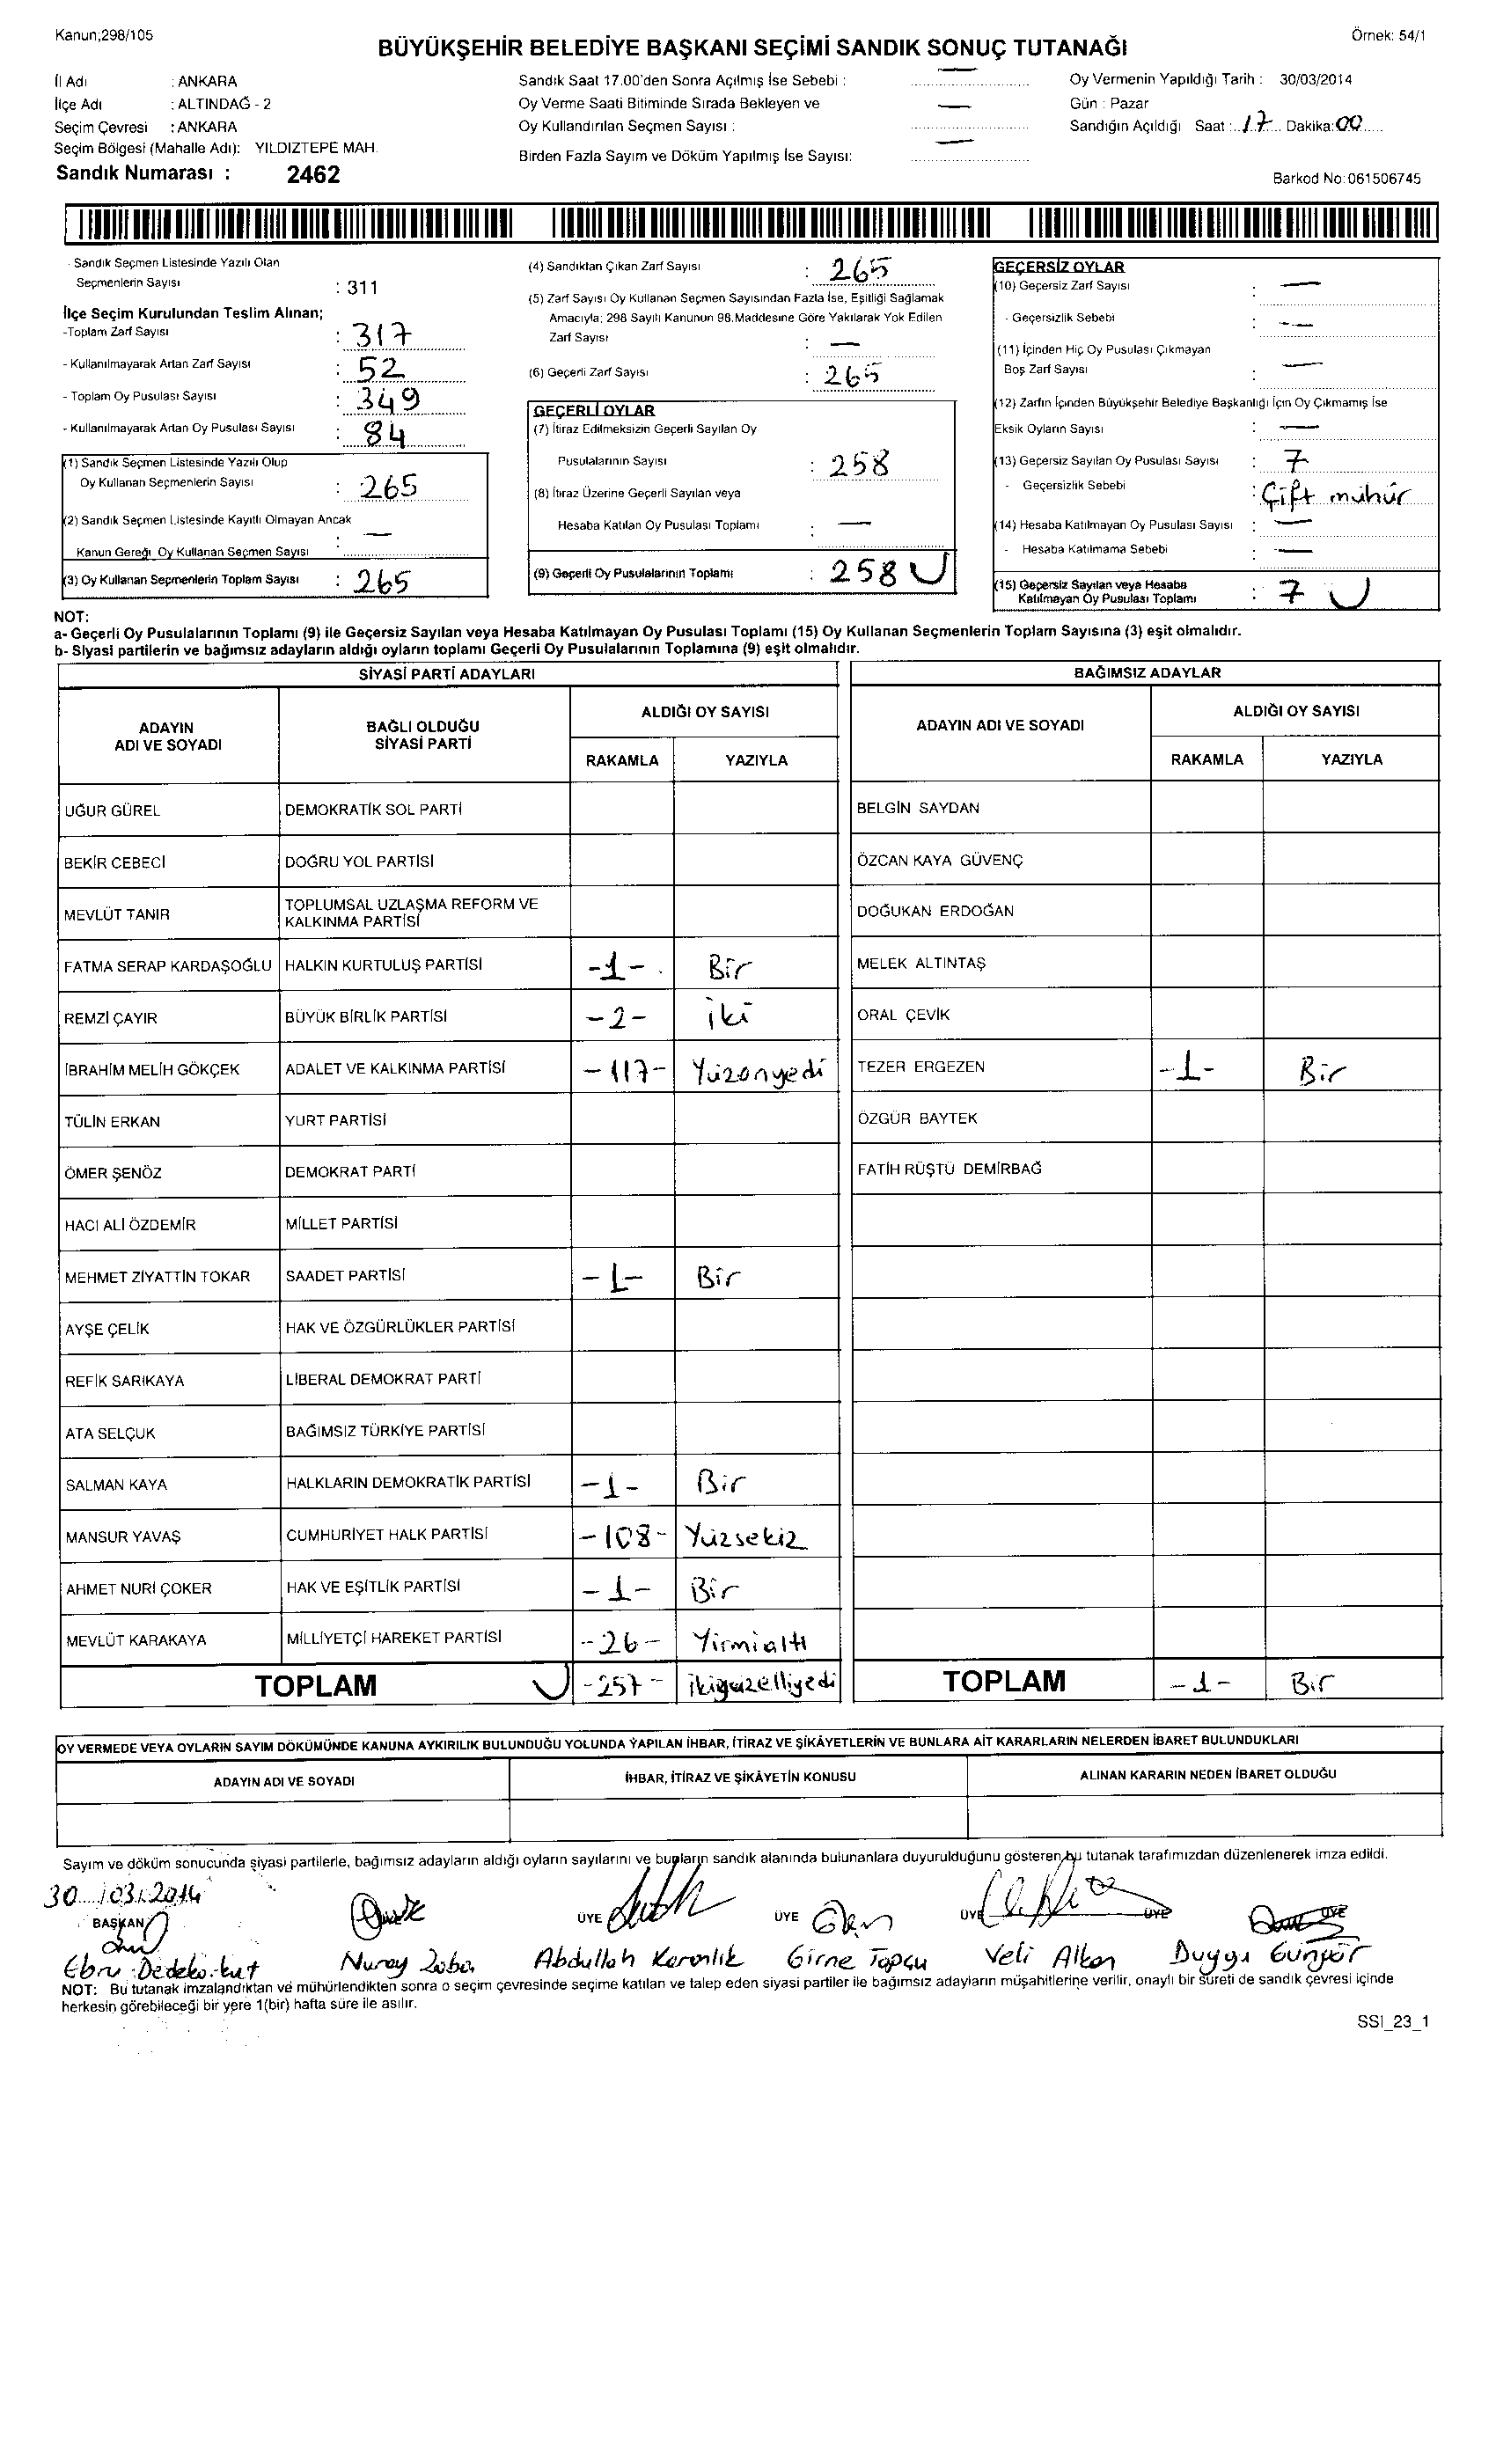 Kanun;298/105
Örnek: 54/1
BÜYÜKŞEHİR BELEDİYE BAŞKANI SEÇİMİ SANDIK SONUÇ TUTANAĞI
İl Adı : ANKARA
İlçe Adı : ALTINDAĞ - 2
Seçim Çevresi : ANKARA
Seçim Bölgesi (Mahalle Adı): YILDIZTEPE MAH.
Sandık Numarası : 2462
Sandık Saat 17.00'den Sonra Açılmış İse Sebebi : —
Oy Verme Saati Bitiminde Sırada Bekleyen ve
Oy Kullandırılan Seçmen Sayısı : —
Birden Fazla Sayım ve Döküm Yapılmış İse Sayısı: —
Oy Vermenin Yapıldığı Tarih : 30/03/2014
Gün : Pazar
Sandığın Açıldığı Saat : 17 Dakika: 00
Barkod No:061506745
- Sandık Seçmen Listesinde Yazılı Olan
Seçmenlerin Sayısı : 311
İlçe Seçim Kurulundan Teslim Alınan;
-Toplam Zarf Sayısı : 317
- Kullanılmayarak Artan Zarf Sayısı : 52
- Toplam Oy Pusulası Sayısı : 349
- Kullanılmayarak Artan Oy Pusulası Sayısı : 84
(1) Sandık Seçmen Listesinde Yazılı Olup
Oy Kullanan Seçmenlerin Sayısı : 265
(2) Sandık Seçmen Listesinde Kayıtlı Olmayan Ancak
Kanun Gereği Oy Kullanan Seçmen Sayısı : —
(3) Oy Kullanan Seçmenlerin Toplam Sayısı : 265
(4) Sandıktan Çıkan Zarf Sayısı : 265
(5) Zarf Sayısı Oy Kullanan Seçmen Sayısından Fazla İse, Eşitliği Sağlamak
Amacıyla; 298 Sayılı Kanunun 98.Maddesine Göre Yakılarak Yok Edilen
Zarf Sayısı : —
(6) Geçerli Zarf Sayısı : 265
GEÇERLİ OYLAR
(7) İtiraz Edilmeksizin Geçerli Sayılan Oy
Pusulalarının Sayısı : 258
(8) İtiraz Üzerine Geçerli Sayılan veya
Hesaba Katılan Oy Pusulası Toplamı : —
(9) Geçerli Oy Pusulalarının Toplamı : 258
GEÇERSİZ OYLAR
(10) Geçersiz Zarf Sayısı : —
- Geçersizlik Sebebi : —
(11) İçinden Hiç Oy Pusulası Çıkmayan
Boş Zarf Sayısı : —
(12) Zarfın İçinden Büyükşehir Belediye Başkanlığı İçin Oy Çıkmamış İse
Eksik Oyların Sayısı : —
(13) Geçersiz Sayılan Oy Pusulası Sayısı : 7
- Geçersizlik Sebebi : Çift mühür
(14) Hesaba Katılmayan Oy Pusulası Sayısı : —
- Hesaba Katılmama Sebebi : —
(15) Geçersiz Sayılan veya Hesaba
Katılmayan Oy Pusulası Toplamı : 7
NOT:
a- Geçerli Oy Pusulalarının Toplamı (9) ile Geçersiz Sayılan veya Hesaba Katılmayan Oy Pusulası Toplamı (15) Oy Kullanan Seçmenlerin Toplam Sayısına (3) eşit olmalıdır.
b- Siyasi partilerin ve bağımsız adayların aldığı oyların toplamı Geçerli Oy Pusulalarının Toplamına (9) eşit olmalıdır.
SİYASİ PARTİ ADAYLARI
ADAYIN
ADI VE SOYADI
BAĞLI OLDUĞU
SİYASİ PARTİ
ALDIĞI OY SAYISI
RAKAMLA YAZIYLA
UĞUR GÜREL DEMOKRATİK SOL PARTİ
BEKİR CEBECİ DOĞRU YOL PARTİSİ
MEVLÜT TANIR TOPLUMSAL UZLAŞMA REFORM VE
KALKINMA PARTİSİ
FATMA SERAP KARDAŞOĞLU HALKIN KURTULUŞ PARTİSİ -1- Bir
REMZİ ÇAYIR BÜYÜK BİRLİK PARTİSİ -2- iki
İBRAHİM MELİH GÖKÇEK ADALET VE KALKINMA PARTİSİ -117- Yüzonyedi
TÜLİN ERKAN YURT PARTİSİ
ÖMER ŞENÖZ DEMOKRAT PARTİ
HACI ALİ ÖZDEMİR MİLLET PARTİSİ
MEHMET ZİYATTİN TOKAR SAADET PARTİSİ -1- Bir
AYŞE ÇELİK HAK VE ÖZGÜRLÜKLER PARTİSİ
REFİK SARIKAYA LİBERAL DEMOKRAT PARTİ
ATA SELÇUK BAĞIMSIZ TÜRKİYE PARTİSİ
SALMAN KAYA HALKLARIN DEMOKRATİK PARTİSİ -1- Bir
MANSUR YAVAŞ CUMHURİYET HALK PARTİSİ -108- Yüzsekiz
AHMET NURİ ÇOKER HAK VE EŞİTLİK PARTİSİ -1- Bir
MEVLÜT KARAKAYA MİLLİYETÇİ HAREKET PARTİSİ -26- Yirmialtı
TOPLAM -257- ikiyüzelliyedi
BAĞIMSIZ ADAYLAR
ADAYIN ADI VE SOYADI
ALDIĞI OY SAYISI
RAKAMLA YAZIYLA
BELGİN SAYDAN
ÖZCAN KAYA GÜVENÇ
DOĞUKAN ERDOĞAN
MELEK ALTINTAŞ
ORAL ÇEVİK
TEZER ERGEZEN -1- Bir
ÖZGÜR BAYTEK
FATİH RÜŞTÜ DEMİRBAĞ
TOPLAM -1- Bir
OY VERMEDE VEYA OYLARIN SAYIM DÖKÜMÜNDE KANUNA AYKIRILIK BULUNDUĞU YOLUNDA YAPILAN İHBAR, İTİRAZ VE ŞİKÂYETLERİN VE BUNLARA AİT KARARLARIN NELERDEN İBARET BULUNDUKLARI
ADAYIN ADI VE SOYADI İHBAR, İTİRAZ VE ŞİKÂYETİN KONUSU ALINAN KARARIN NEDEN İBARET OLDUĞU
Sayım ve döküm sonucunda siyasi partilerle, bağımsız adayların aldığı oyların sayılarını ve bunların sandık alanında bulunanlara duyurulduğunu gösteren bu tutanak tarafımızdan düzenlenerek imza edildi.
30/03/2014
BAŞKAN ÜYE ÜYE ÜYE ÜYE ÜYE
Ebru Nuray Abdullah Karanlık Girne Topçu Veli Alkan Duygu Güngör
NOT: Bu tutanak imzalandıktan ve mühürlendikten sonra o seçim çevresinde seçime katılan ve talep eden siyasi partiler ile bağımsız adayların müşahitlerine verilir, onaylı bir sureti de sandık çevresi içinde
herkesin görebileceği bir yere 1(bir) hafta süre ile asılır.
SSI_23_1